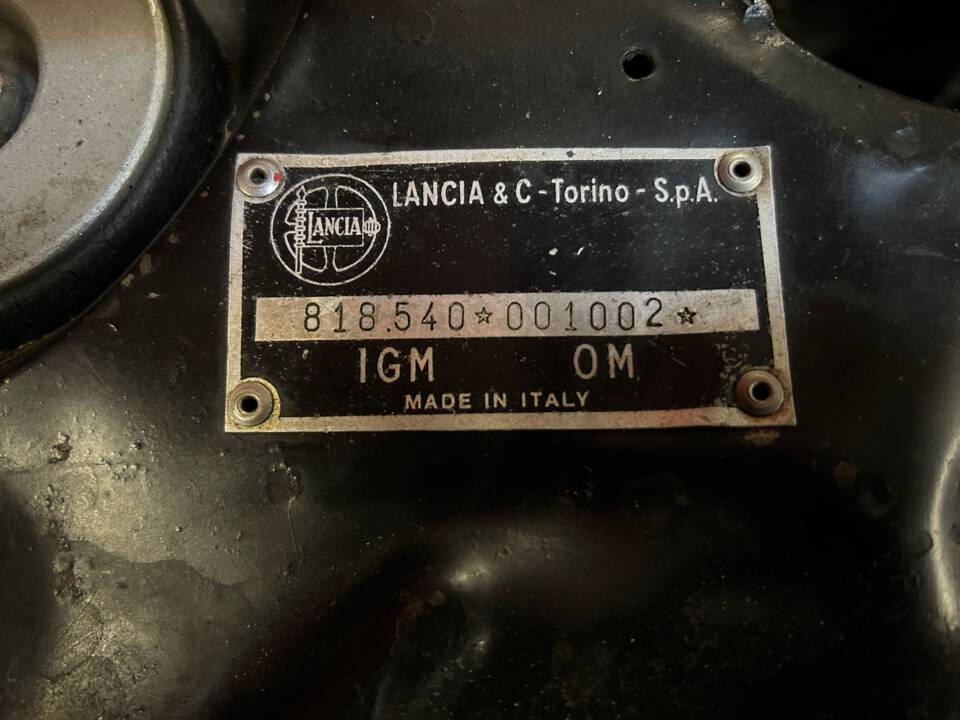 LANCIA & C - Torino - S.p.A.
LANCIA
818.540☆001002☆
IGM OM
MADE IN ITALY